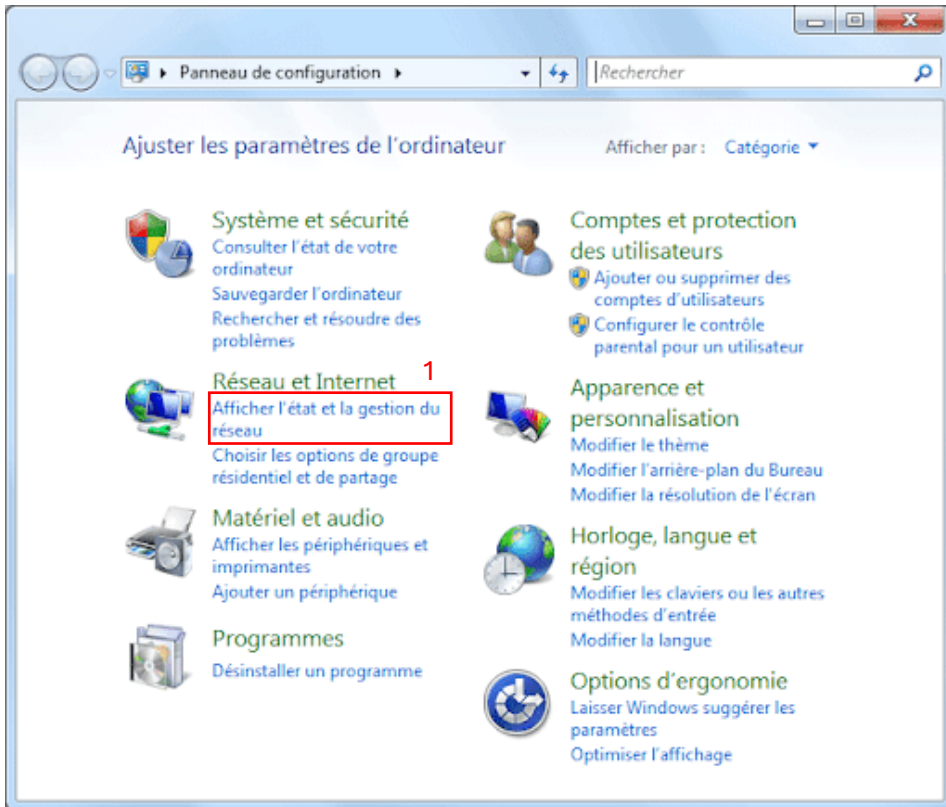 Panneau de configuration
Rechercher
Ajuster les paramètres de l'ordinateur
Afficher par : Catégorie
Système et sécurité
Consulter l'état de votre
ordinateur
Sauvegarder l'ordinateur
Rechercher et résoudre des
problèmes
1
Réseau et Internet
Afficher l'état et la gestion du
réseau
Choisir les options de groupe
résidentiel et de partage
Matériel et audio
Afficher les périphériques et
imprimantes
Ajouter un périphérique
Programmes
Désinstaller un programme
Comptes et protection
des utilisateurs
Ajouter ou supprimer des
comptes d'utilisateurs
Configurer le contrôle
parental pour un utilisateur
Apparence et
personnalisation
Modifier le thème
Modifier l'arrière-plan du Bureau
Modifier la résolution de l'écran
Horloge, langue et
région
Modifier les claviers ou les autres
méthodes d'entrée
Modifier la langue
Options d'ergonomie
Laisser Windows suggérer les
paramètres
Optimiser l'affichage